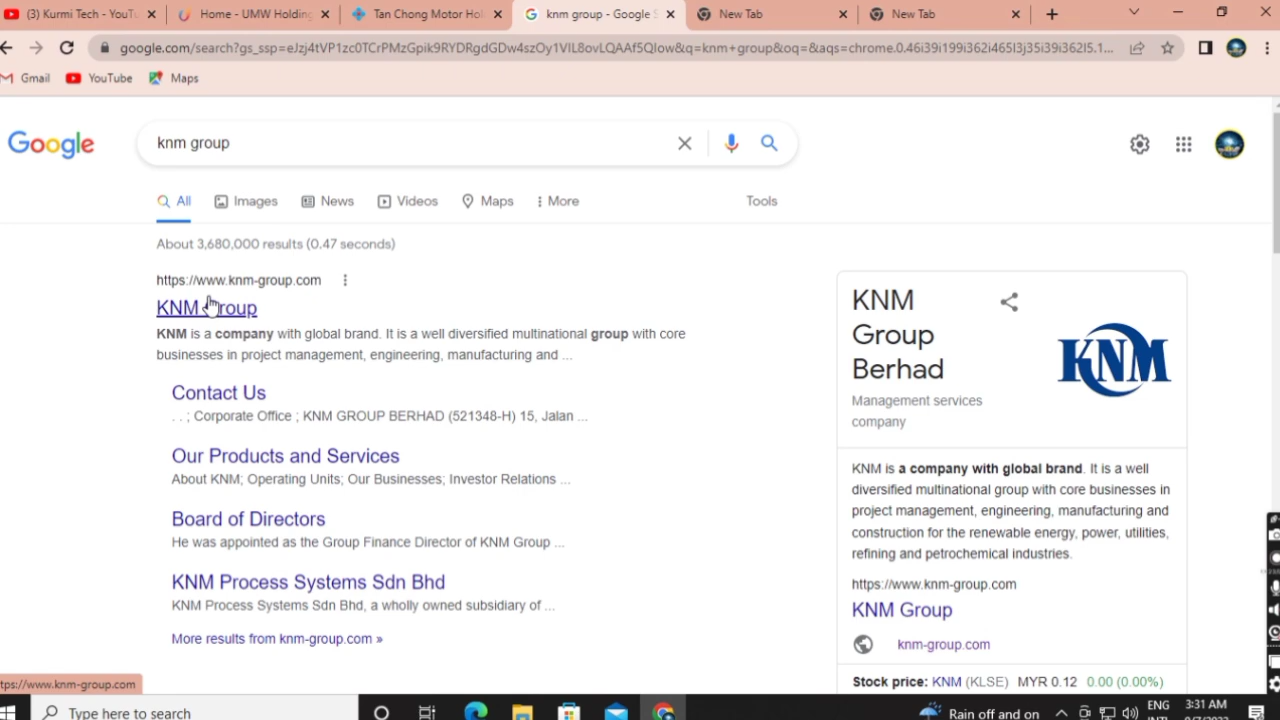 (3) Kurmi Tech - YouT
Home - UMW Holding
Tan Chong Motor Hol
knm group - Google S
New Tab
New Tab
google.com/search?gs_ssp=eJzj4tVP1zc0TCrPMzGpik9RYDRgdGDw4szOy1VIL8ovLQAAf5QIow&q=knm+group&oq=&aqs=chrome.0.46i39i199i362i465l3j35i39i362l5.1...
Gmail
YouTube
Maps
Google
knm group
All
Images
News
Videos
Maps
More
Tools
About 3,680,000 results (0.47 seconds)
https://www.knm-group.com
KNM Group
KNM is a company with global brand. It is a well diversified multinational group with core
businesses in project management, engineering, manufacturing and ...
Contact Us
. . ; Corporate Office ; KNM GROUP BERHAD (521348-H) 15, Jalan ...
Our Products and Services
About KNM; Operating Units; Our Businesses; Investor Relations ...
Board of Directors
He was appointed as the Group Finance Director of KNM Group ...
KNM Process Systems Sdn Bhd
KNM Process Systems Sdn Bhd, a wholly owned subsidiary of ...
More results from knm-group.com »
KNM
Group
Berhad
KNM
Management services
company
KNM is a company with global brand. It is a well
diversified multinational group with core businesses in
project management, engineering, manufacturing and
construction for the renewable energy, power, utilities,
refining and petrochemical industries.
https://www.knm-group.com
KNM Group
knm-group.com
Stock price: KNM (KLSE) MYR 0.12 0.00 (0.00%)
tps://www.knm-group.com
Type here to search
Rain off and on
ENG
3:31 AM